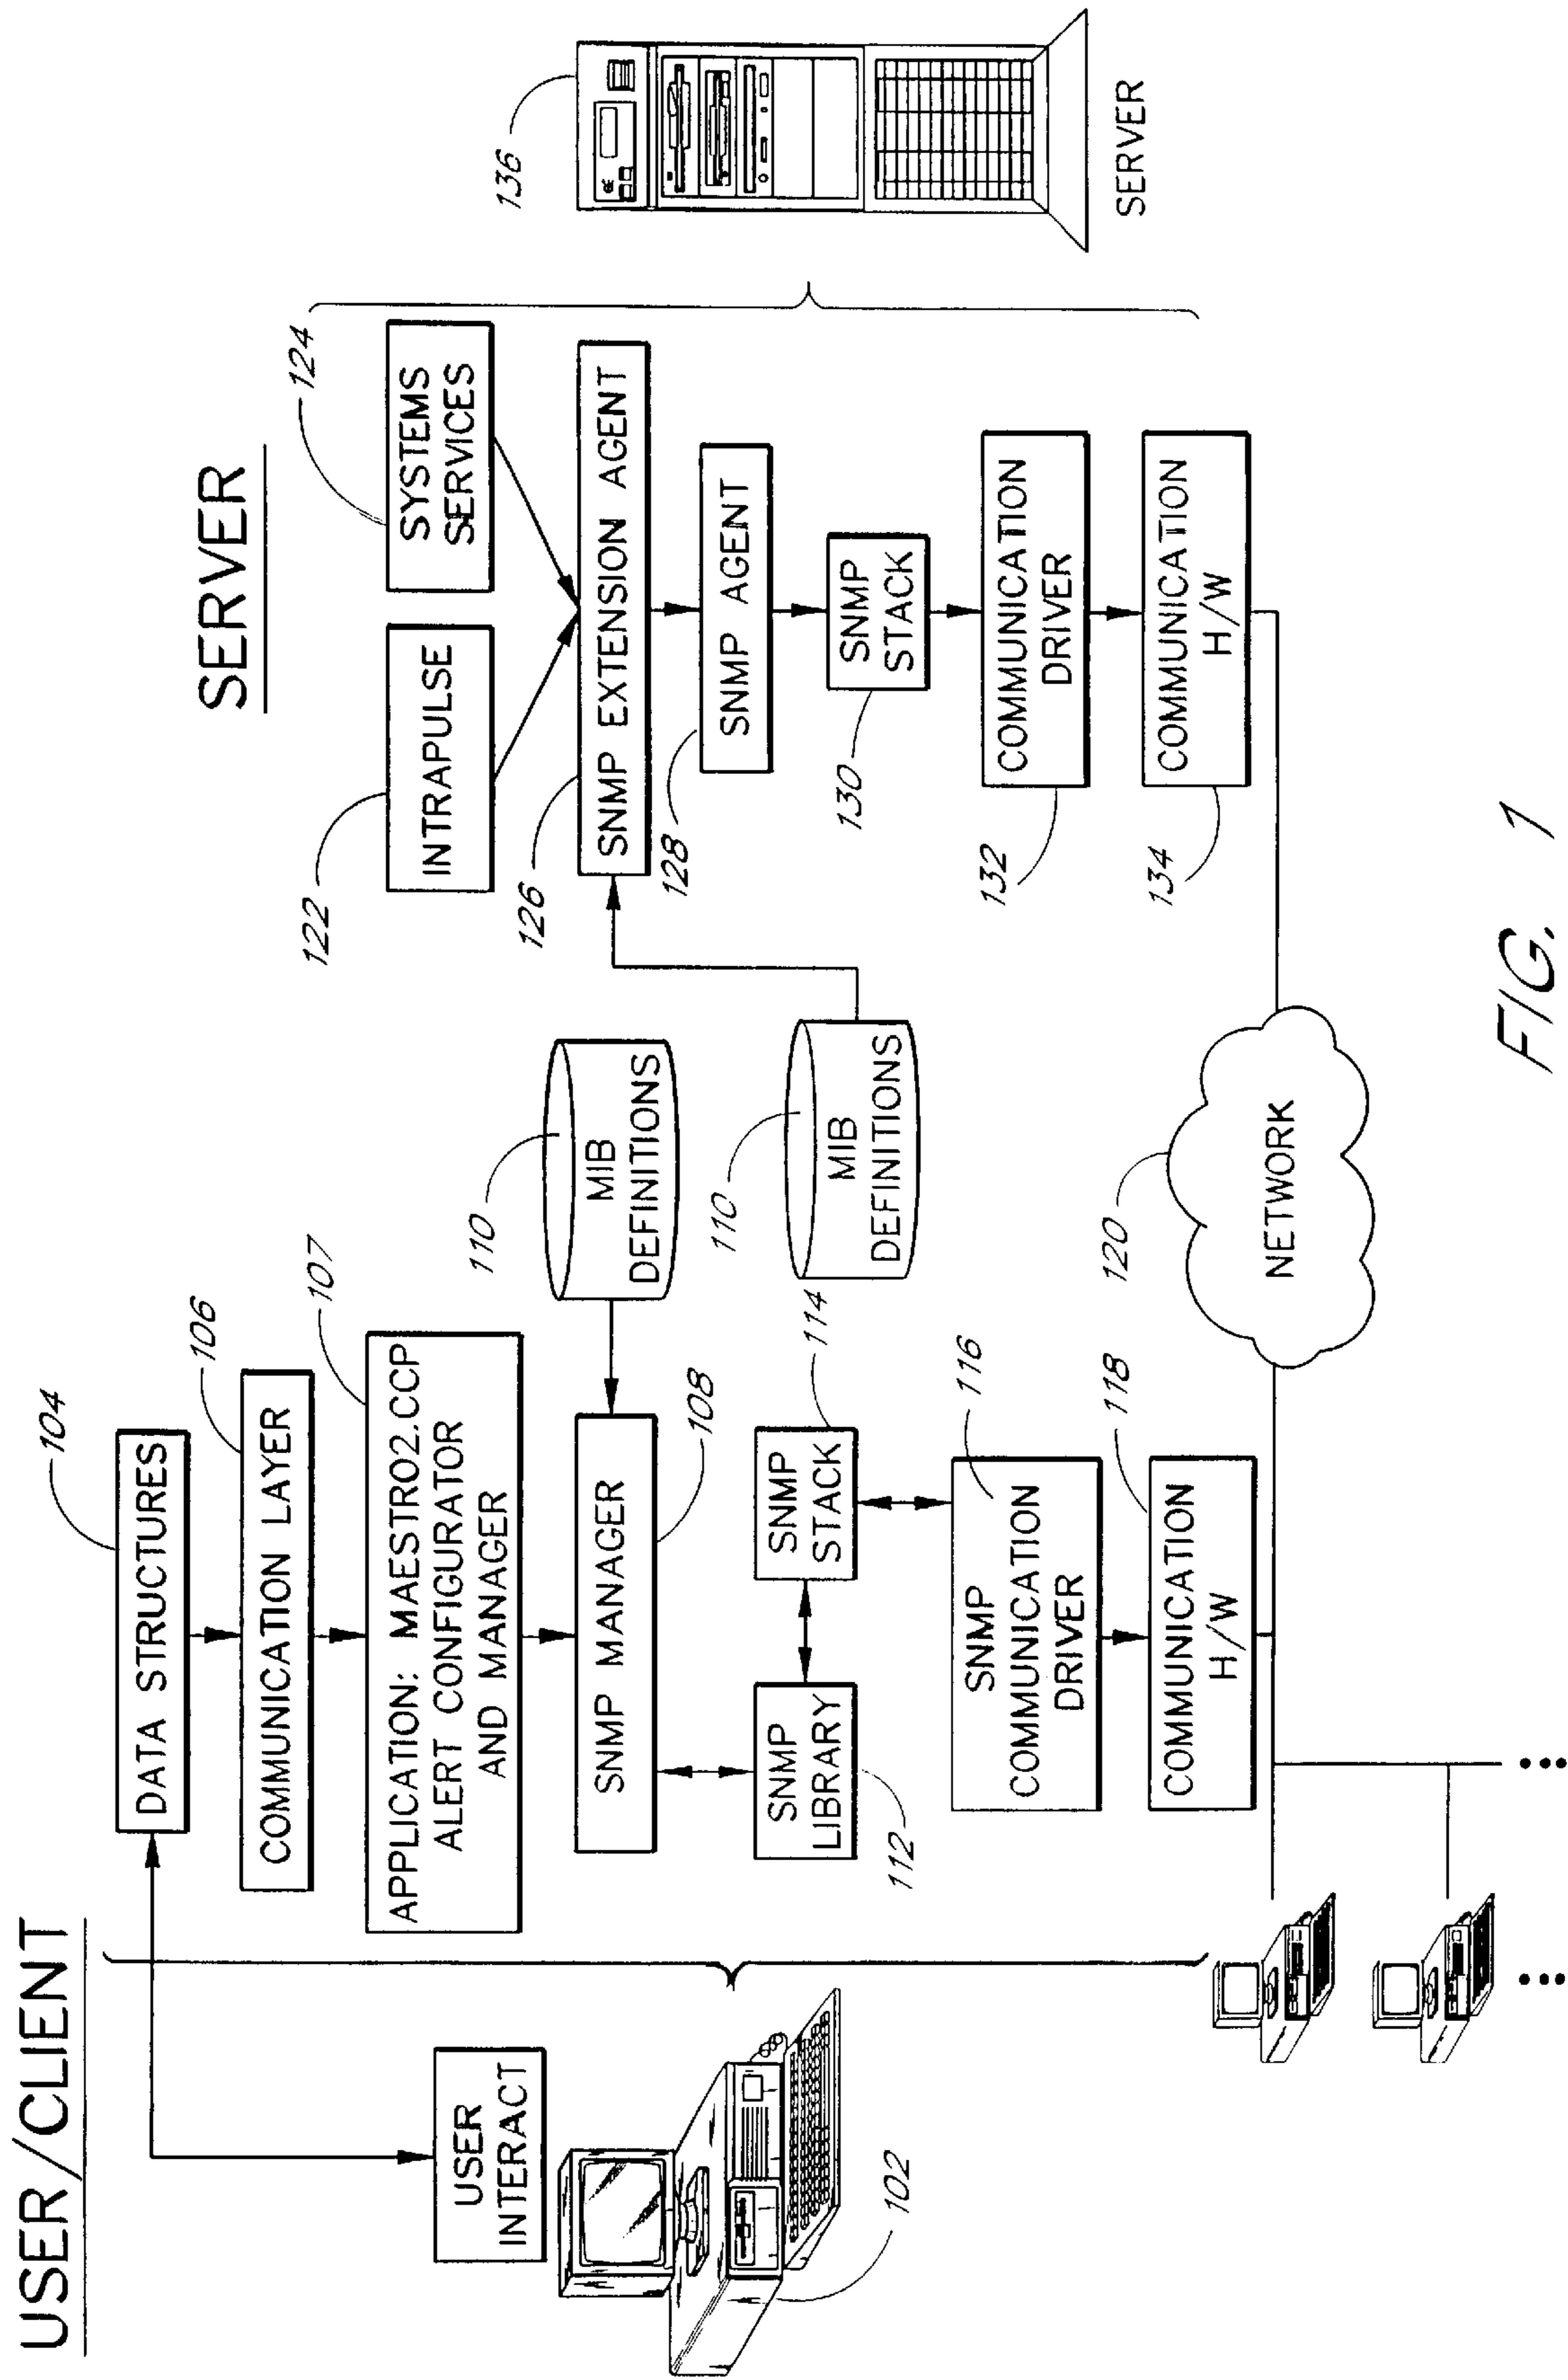 USER/CLIENT
USER
INTERACT
102
104
DATA STRUCTURES
106
COMMUNICATION LAYER
107
APPLICATION: MAESTRO2.CCP
ALERT CONFIGURATOR
AND MANAGER
SNMP MANAGER
108
110
MIB
DEFINITIONS
SNMP
LIBRARY
112
SNMP
STACK
114
110
MIB
DEFINITIONS
SNMP
COMMUNICATION
DRIVER
116
COMMUNICATION
H/W
118
120
NETWORK
SERVER
122
INTRAPULSE
124
SYSTEMS
SERVICES
126
SNMP EXTENSION AGENT
128
SNMP AGENT
130
SNMP
STACK
132
COMMUNICATION
DRIVER
134
COMMUNICATION
H/W
136
SERVER
FIG. 1